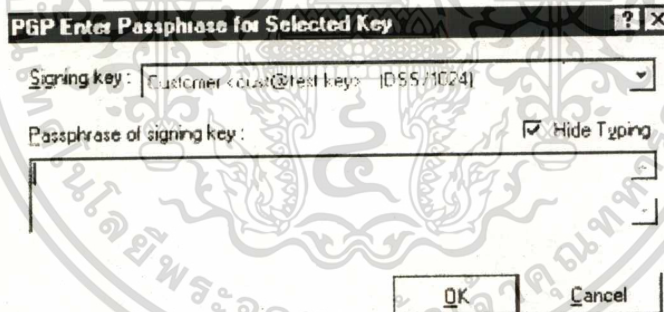 PGP Enter Passphrase for Selected Key
Signing key : Customer <cust@test.key> (DSS/1024)
Passphrase of signing key :
Hide Typing
OK
Cancel